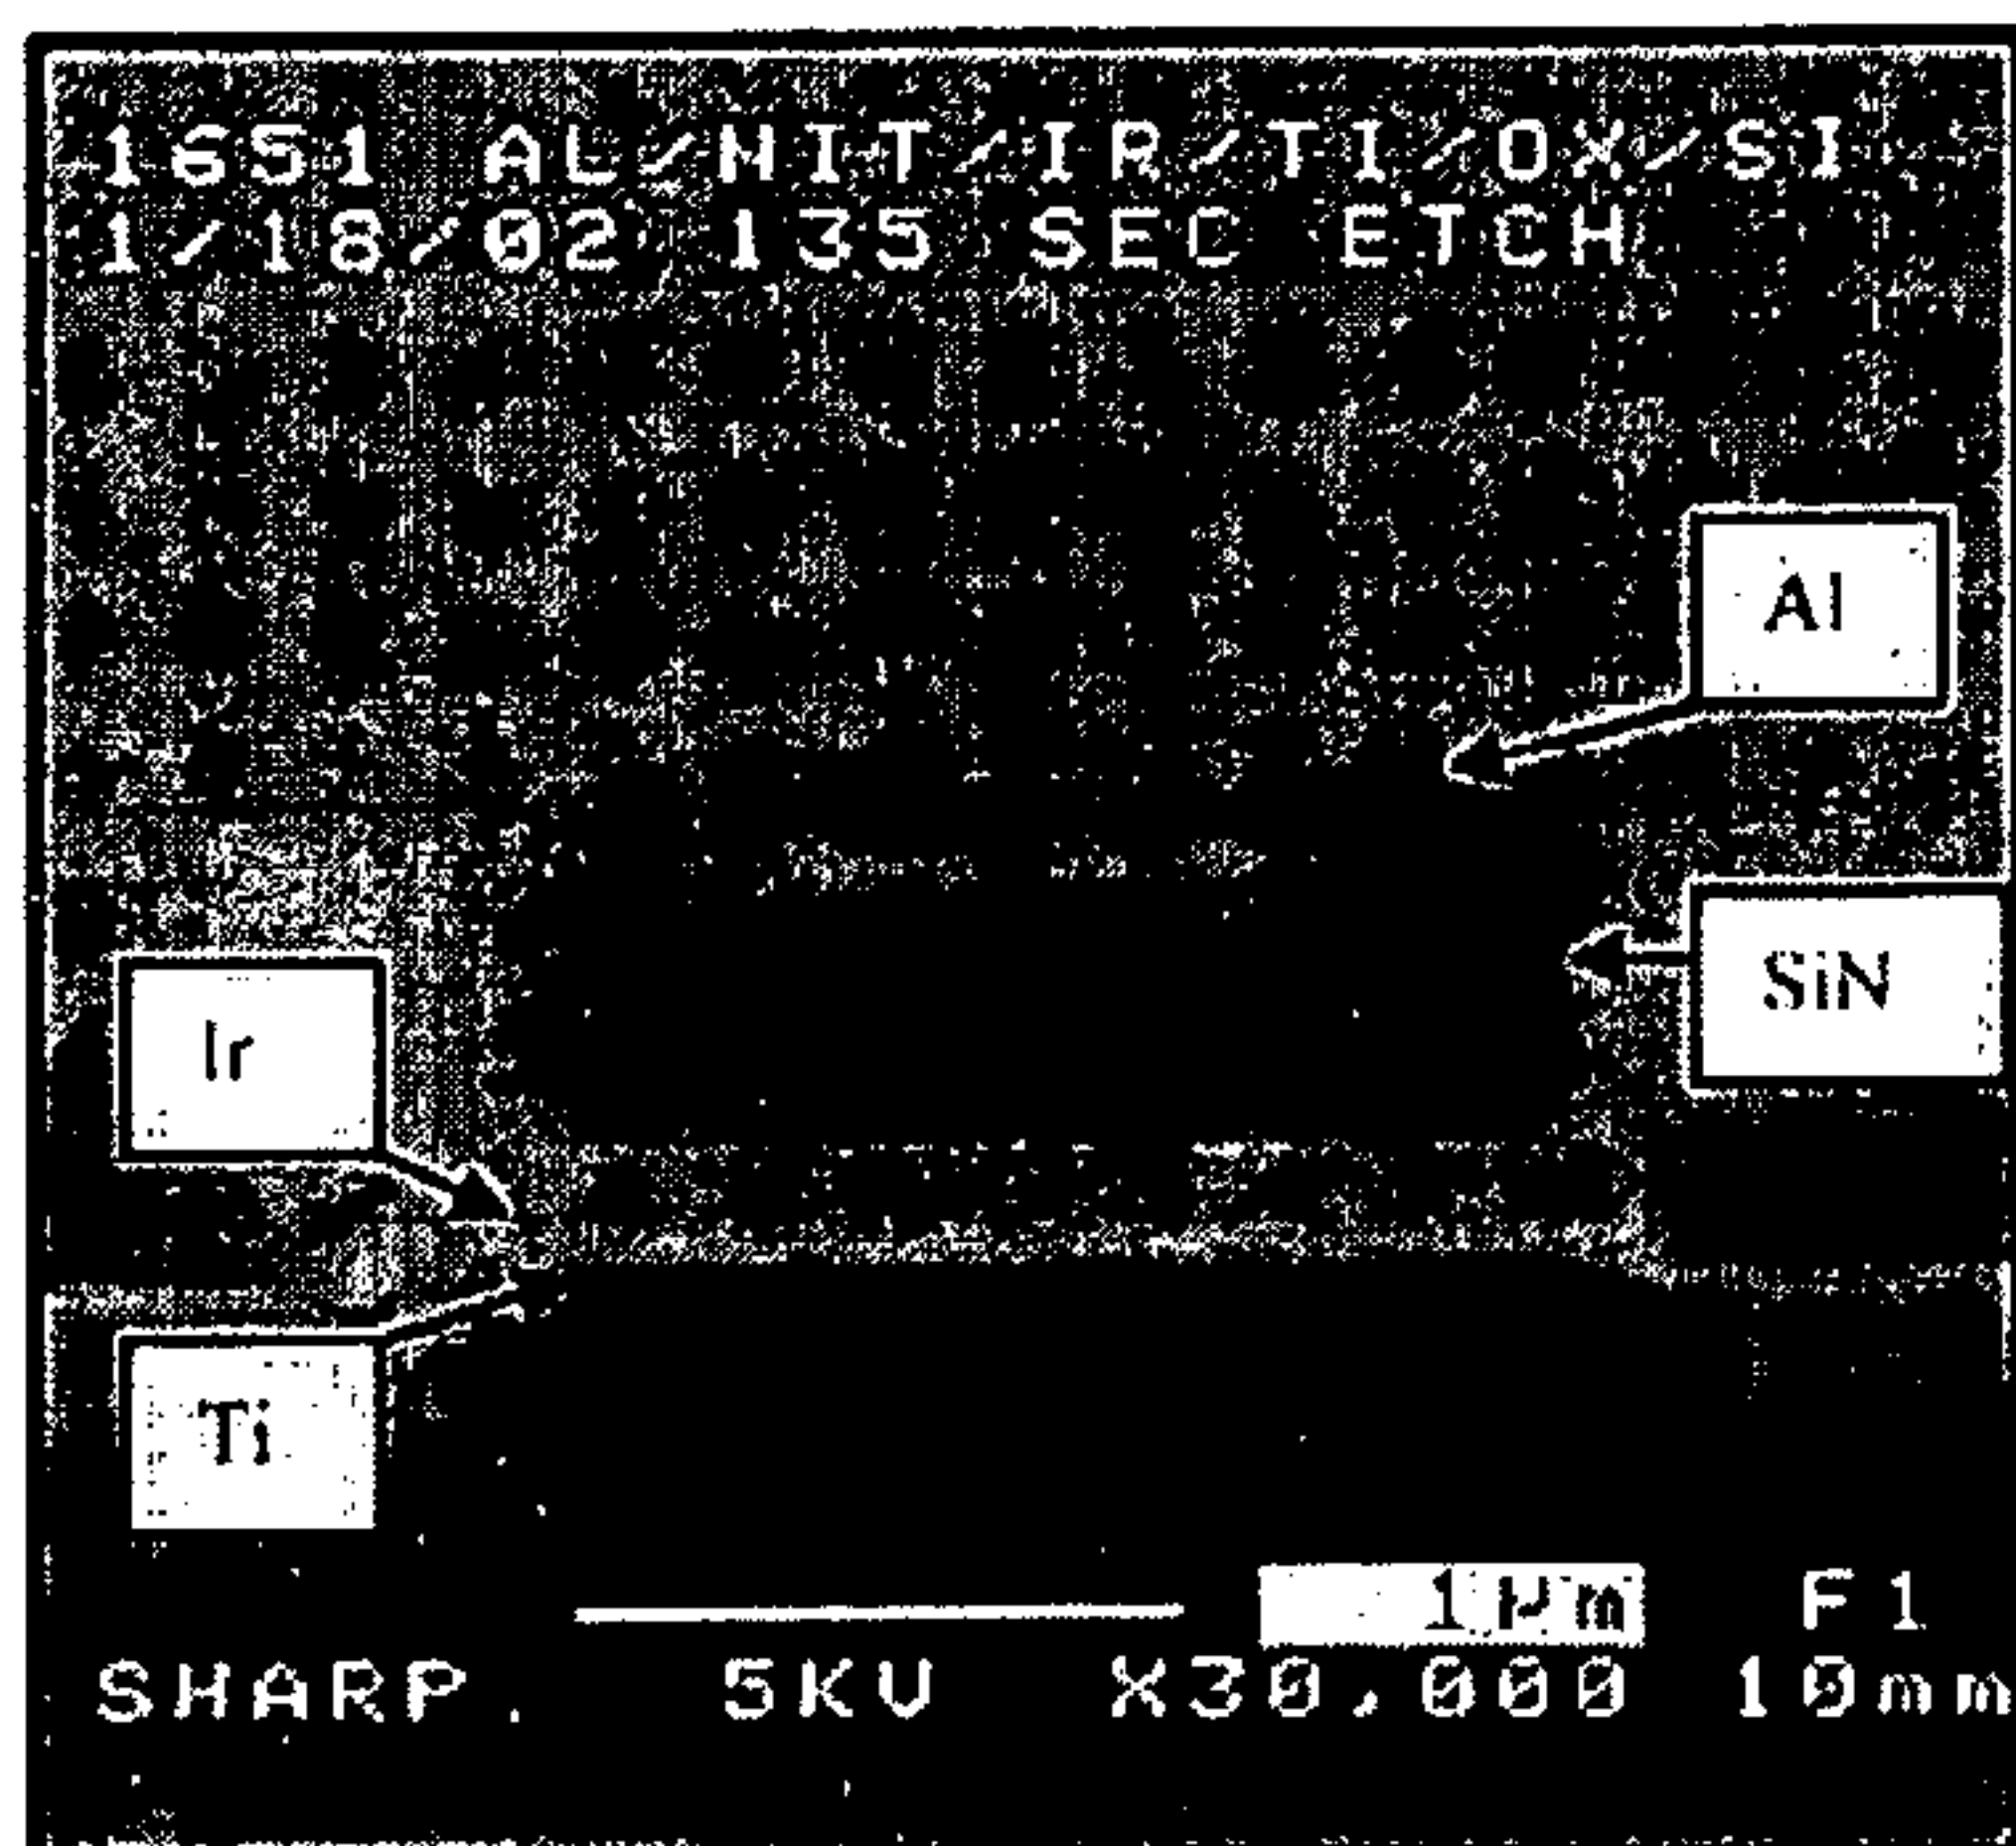 1651 AL/NIT/IR/TI/OX/SI
1/18/02 135 SEC ETCH
Al
SiN
Ir
Ti
1μm F1
SHARP. 5KV X30,000 10mm